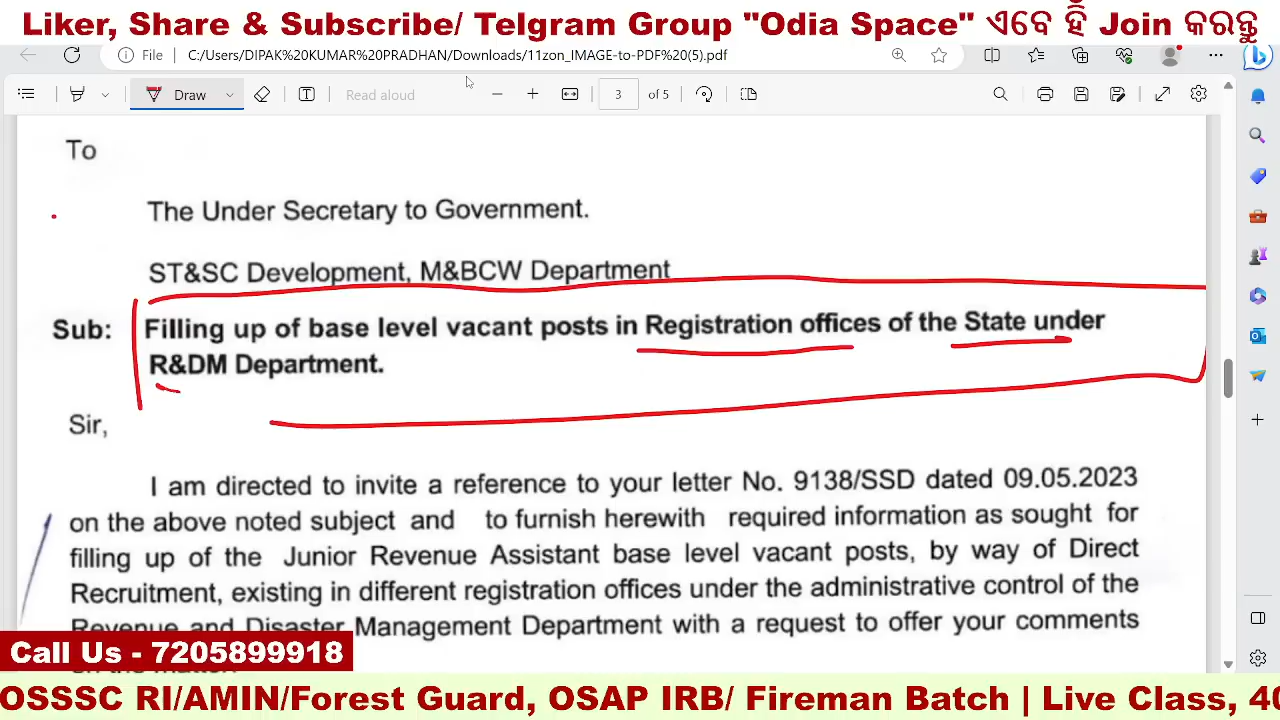 Liker, Share & Subscribe/ Telgram Group "Odia Space" ଏବେ ହିଁ Join କରନ୍ତୁ
File C:/Users/DIPAK%20KUMAR%20PRADHAN/Downloads/11zon_IMAGE-to-PDF%20(5).pdf
Draw Read aloud 3 of 5
To
The Under Secretary to Government.
ST&SC Development, M&BCW Department
Sub: Filling up of base level vacant posts in Registration offices of the State under
R&DM Department.
Sir,
I am directed to invite a reference to your letter No. 9138/SSD dated 09.05.2023
on the above noted subject and to furnish herewith required information as sought for
filling up of the Junior Revenue Assistant base level vacant posts, by way of Direct
Recruitment, existing in different registration offices under the administrative control of the
Revenue and Disaster Management Department with a request to offer your comments
on the matter.
Call Us - 7205899918
OSSSC RI/AMIN/Forest Guard, OSAP IRB/ Fireman Batch | Live Class, 40